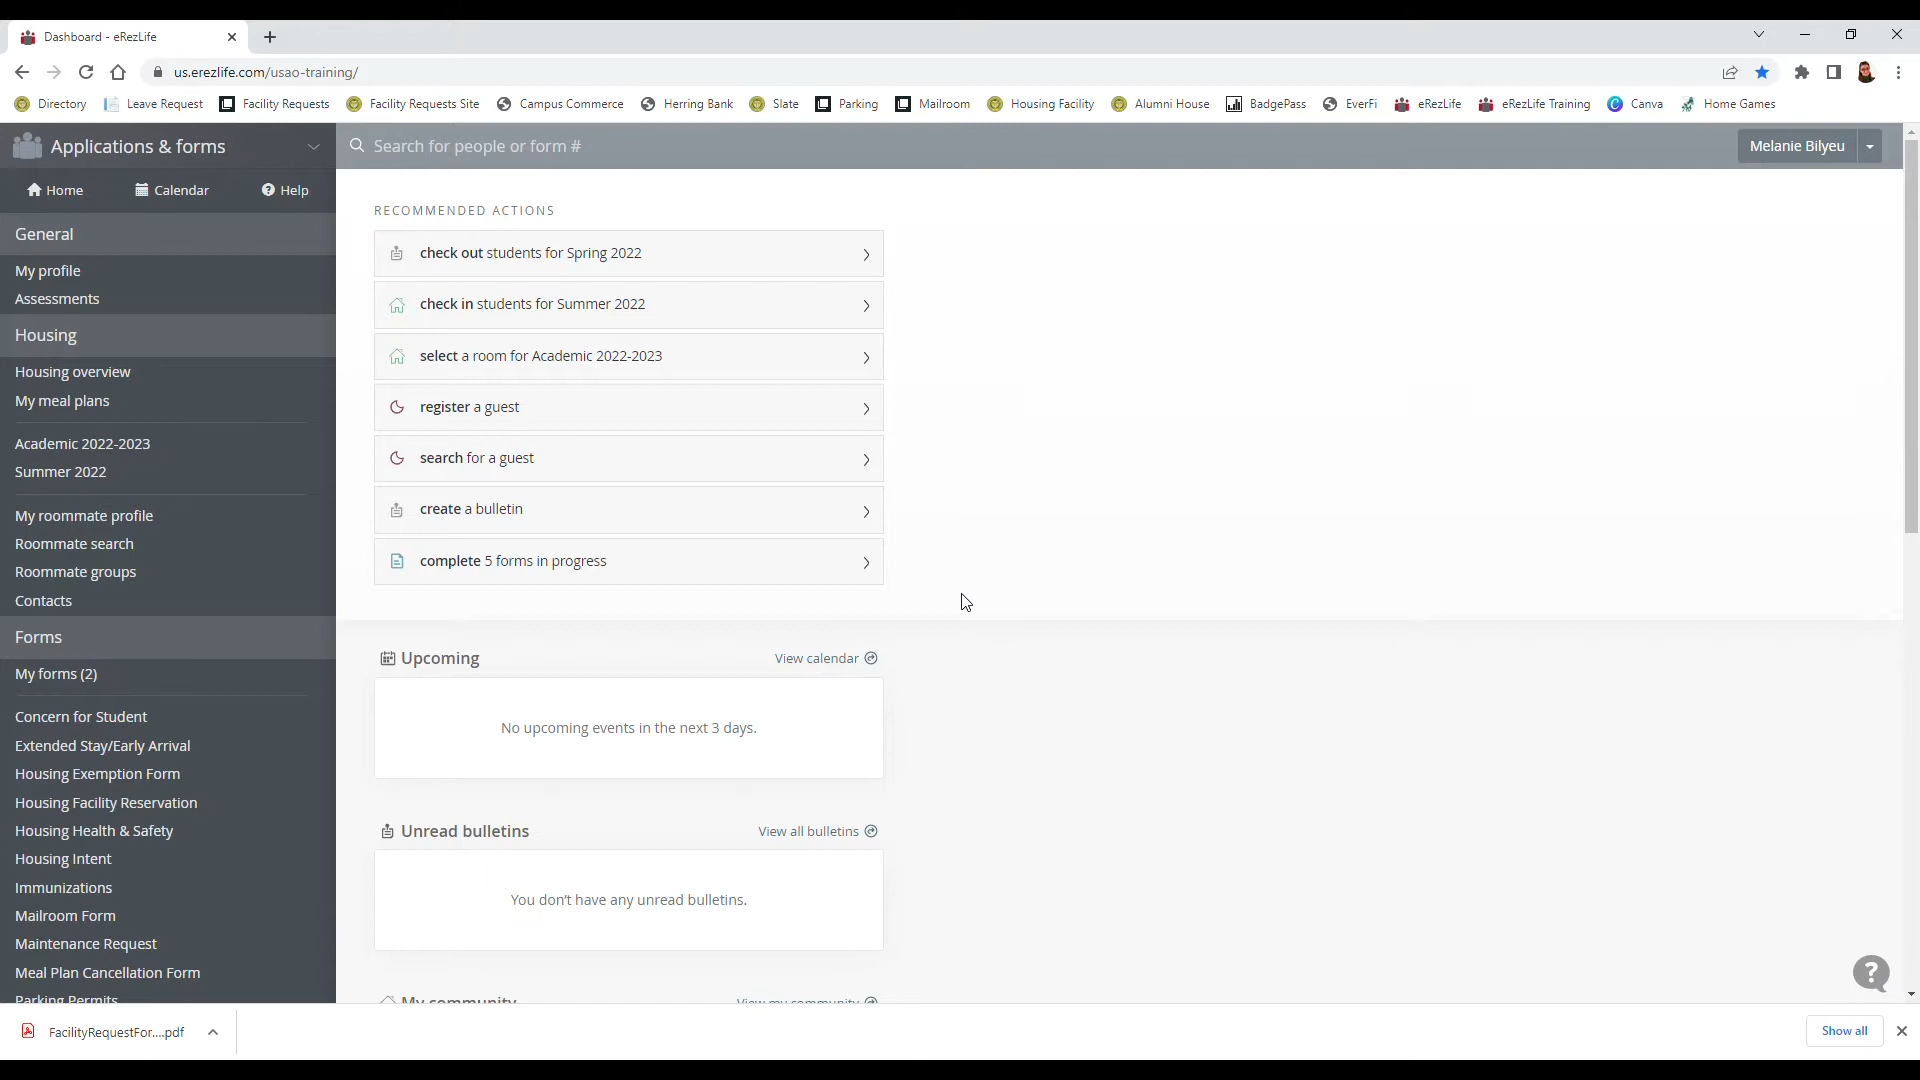 Dashboard - eRezLife
us.erezlife.com/usao-training/
Directory Leave Request Facility Requests Facility Requests Site Campus Commerce Herring Bank Slate Parking Mailroom Housing Facility Alumni House BadgePass EverFi eRezLife eRezLife Training Canva Home Games
Applications & forms
Search for people or form #
Melanie Bilyeu
Home Calendar Help
General
My profile
Assessments
Housing
Housing overview
My meal plans
Academic 2022-2023
Summer 2022
My roommate profile
Roommate search
Roommate groups
Contacts
Forms
My forms (2)
Concern for Student
Extended Stay/Early Arrival
Housing Exemption Form
Housing Facility Reservation
Housing Health & Safety
Housing Intent
Immunizations
Mailroom Form
Maintenance Request
Meal Plan Cancellation Form
Parking Permits
RECOMMENDED ACTIONS
check out students for Spring 2022
check in students for Summer 2022
select a room for Academic 2022-2023
register a guest
search for a guest
create a bulletin
complete 5 forms in progress
Upcoming View calendar
No upcoming events in the next 3 days.
Unread bulletins View all bulletins
You don't have any unread bulletins.
My community View my community
FacilityRequestFor....pdf
Show all